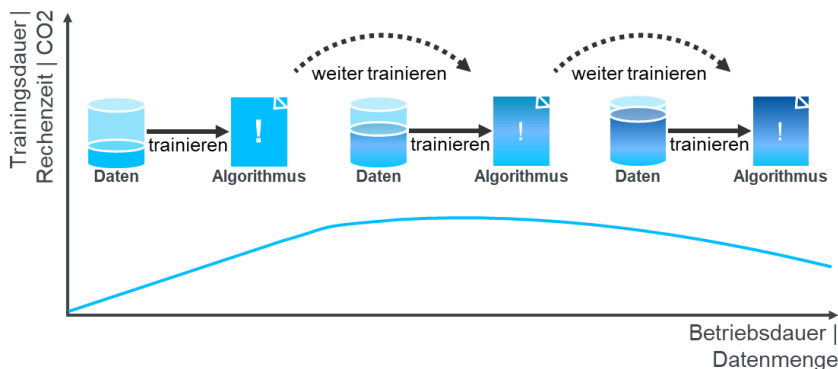 Trainingsdauer |
Rechenzeit | CO2
weiter trainieren
weiter trainieren
!
!
!
trainieren
trainieren
trainieren
Daten
Algorithmus
Daten
Algorithmus
Daten
Algorithmus
Betriebsdauer |
Datenmenge